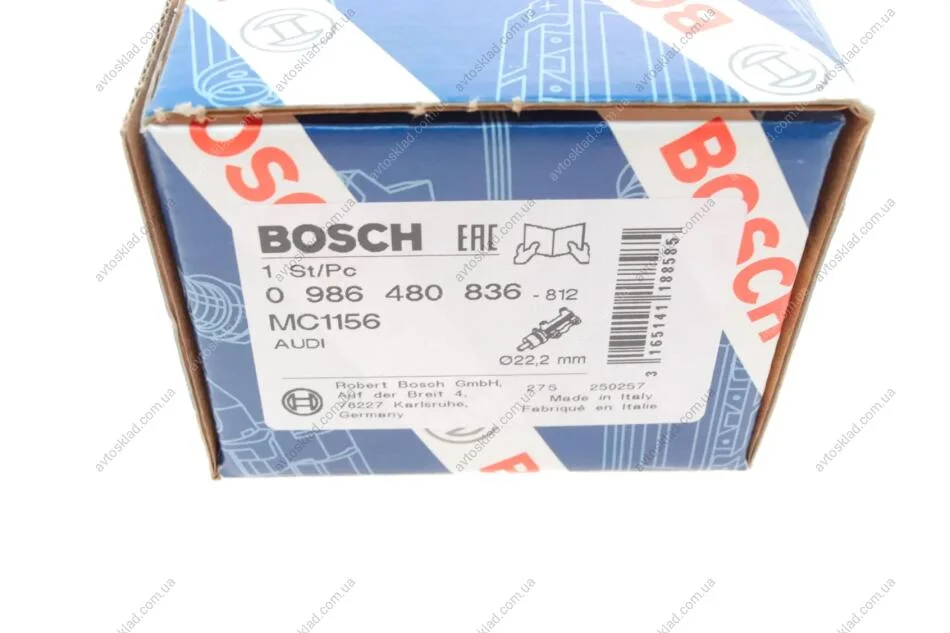 BOSCH
BOSCH
BOSCH EAC
1 St/Pc
0 986 480 836 - 812
MC1156
AUDI
Ø22,2 mm
3 165141 188585
Robert Bosch GmbH,
Auf der Breit 4,
76227 Karlsruhe,
Germany
275 250257
Made in Italy
Fabriqué en Italie
avtosklad.com.ua